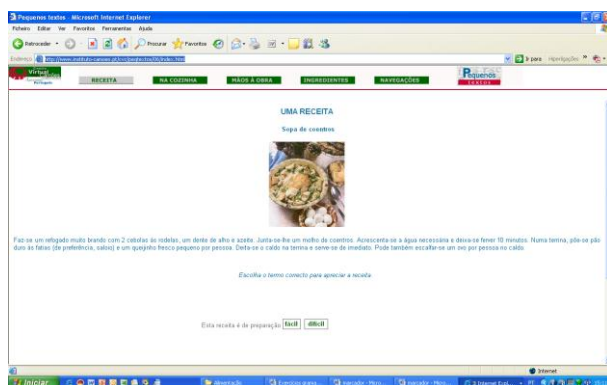 Pequenos textos - Microsoft Internet Explorer
Ficheiro Editar Ver Favoritos Ferramentas Ajuda
Retroceder Procurar Favoritos
Endereço Ir para Hiperligações
Virtual
RECEITA NA COZINHA MÃOS À OBRA INGREDIENTES NAVEGAÇÕES Pequenos
TEXTOS
UMA RECEITA
Sopa de coentros
Faz-se um refogado muito brando com 2 cebolas às rodelas, um dente de alho e azeite. Junta-se-lhe um molho de coentros. Acrescenta-se a água necessária e deixa-se ferver 10 minutos. Numa terrina, põe-se pão
duro às fatias (de preferência, saloio) e um queijinho fresco pequeno por pessoa. Deita-se o caldo na terrina e serve-se de imediato. Pode também escalfar-se um ovo por pessoa no caldo.
Escolha o termo correcto para apreciar a receita
Esta receita é de preparação fácil difícil
Internet
Iniciar Alimentação